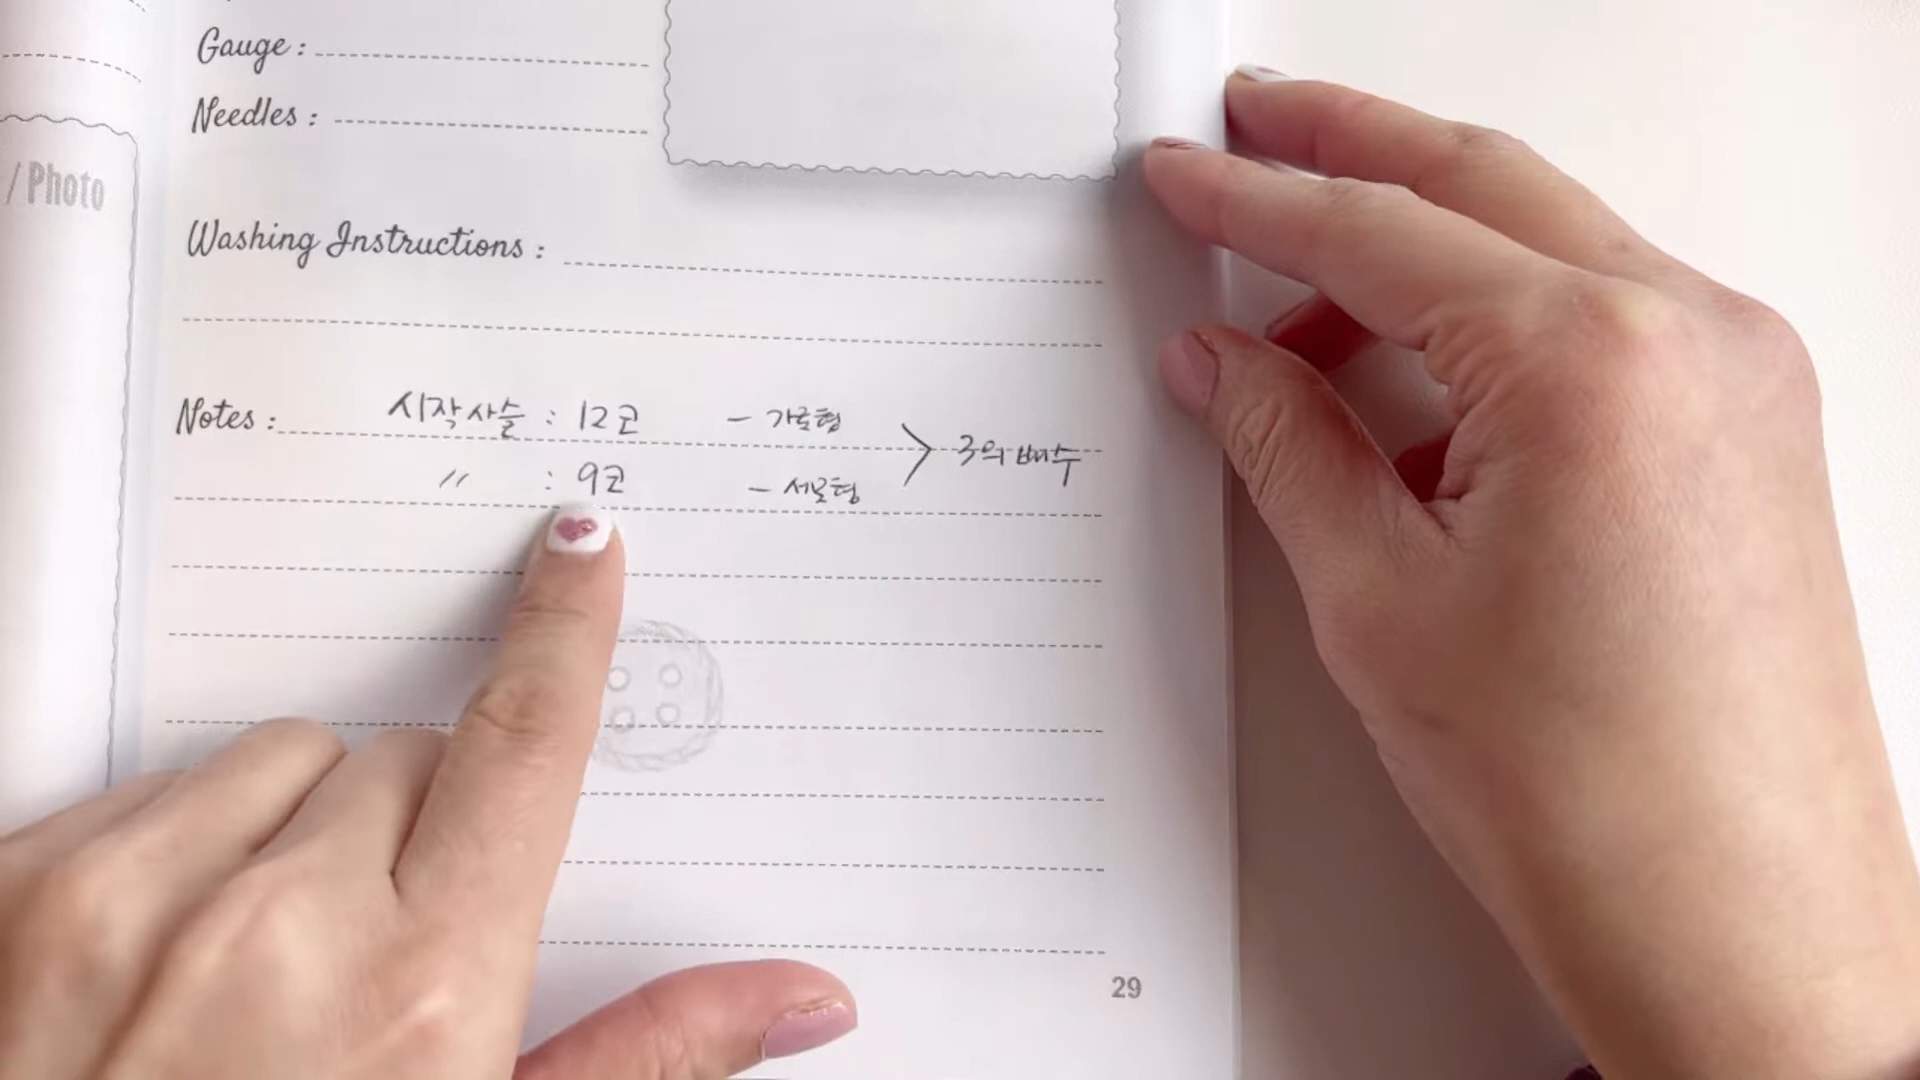 Gauge :
Needles :
/ Photo
Washing Instructions :
Notes : 시작사슬 : 12코 - 가로형
〃 : 9코 - 세로형
> 3의 배수
29